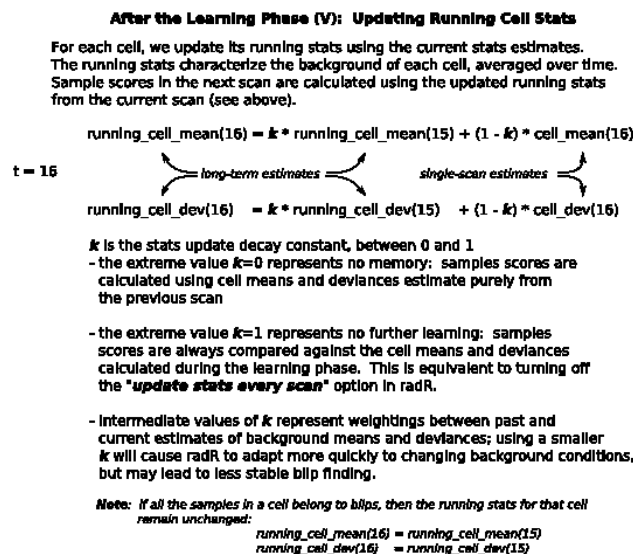 After the Learning Phase (V): Updating Running Cell Stats
For each cell, we update its running stats using the current stats estimates.
The running stats characterize the background of each cell, averaged over time.
Sample scores in the next scan are calculated using the updated running stats
from the current scan (see above).
running_cell_mean(16) = k * running_cell_mean(15) + (1 - k) * cell_mean(16)
t = 16
long-term estimates single-scan estimates
running_cell_dev(16) = k * running_cell_dev(15) + (1 - k) * cell_dev(16)
k is the stats update decay constant, between 0 and 1
- the extreme value k=0 represents no memory: samples scores are
calculated using cell means and deviances estimate purely from
the previous scan
- the extreme value k=1 represents no further learning: samples
scores are always compared against the cell means and deviances
calculated during the learning phase. This is equivalent to turning off
the "update stats every scan" option in radR.
- intermediate values of k represent weightings between past and
current estimates of background means and deviances; using a smaller
k will cause radR to adapt more quickly to changing background conditions,
but may lead to less stable blip finding.
Note: if all the samples in a cell belong to blips, then the running stats for that cell
remain unchanged:
running_cell_mean(16) = running_cell_mean(15)
running_cell_dev(16) = running_cell_dev(15)